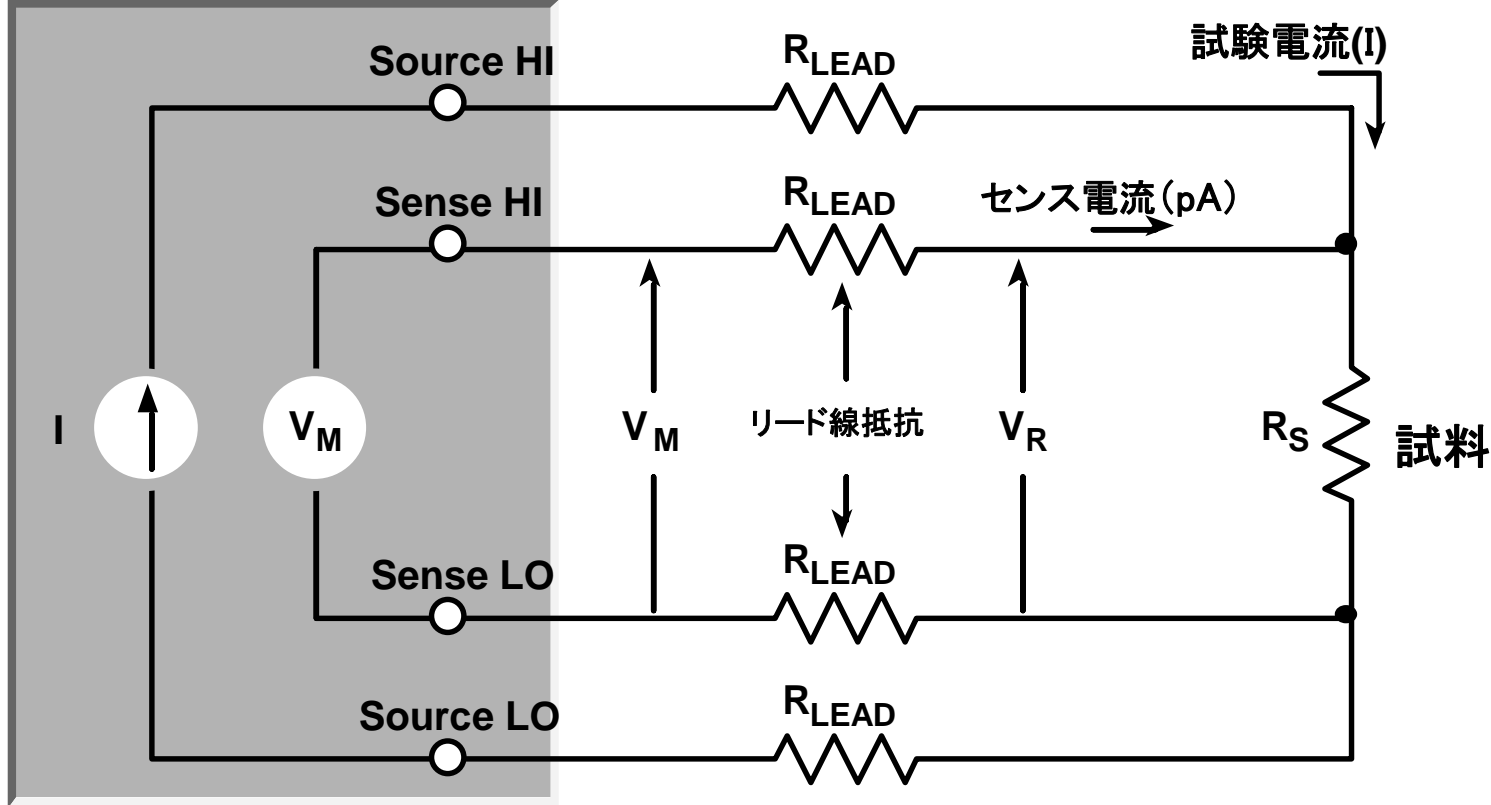 Source HI
R_LEAD
試験電流(I)
Sense HI
R_LEAD
センス電流(pA)
I
V_M
V_M
リード線抵抗
V_R
R_S
試料
Sense LO
R_LEAD
Source LO
R_LEAD